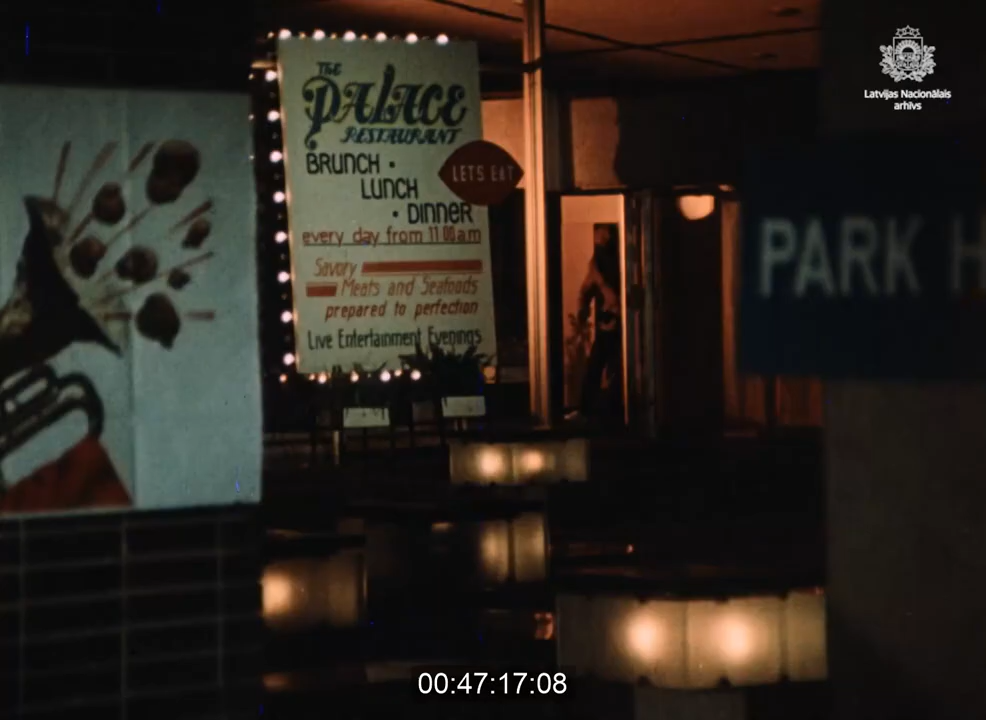 THE
PALACE
RESTAURANT
BRUNCH •
LUNCH
• DINNER
every day from 11 00 am
LETS EAT
Savory
Meats and Seafoods
prepared to perfection
Live Entertainment Evenings
PARK H
Latvijas Nacionālais
arhīvs
00:47:17:08